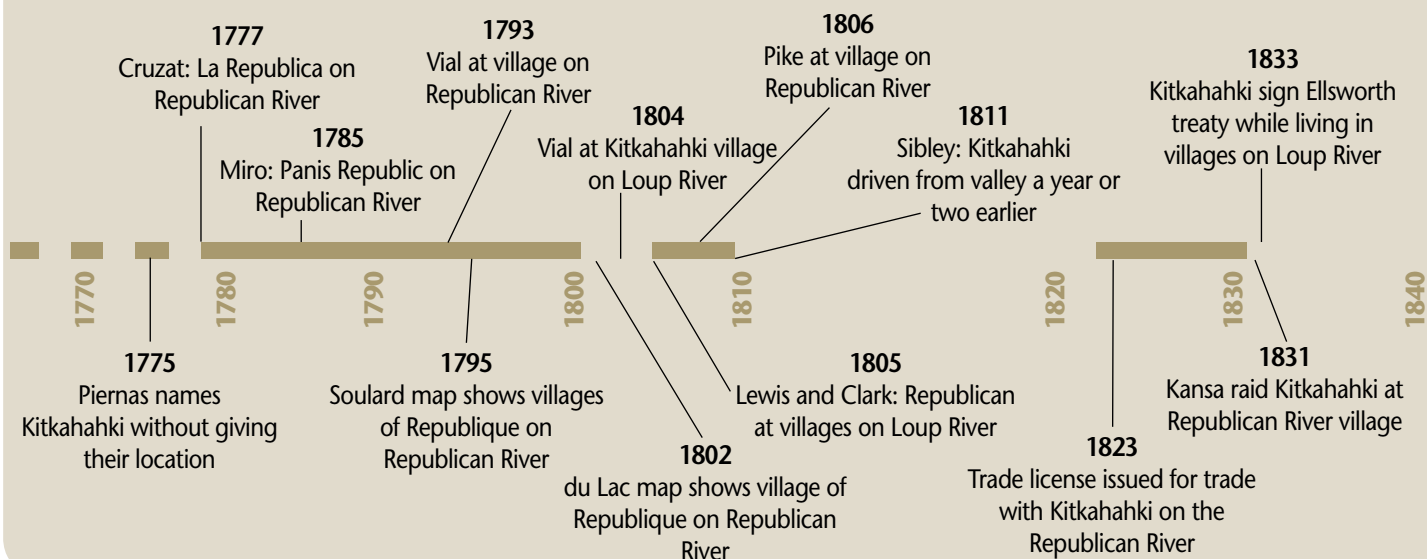 1777
Cruzat: La Republica on
Republican River
1785
Miro: Panis Republic on
Republican River
1793
Vial at village on
Republican River
1804
Vial at Kitkahahki village
on Loup River
1806
Pike at village on
Republican River
1811
Sibley: Kitkahahki
driven from valley a year or
two earlier
1833
Kitkahahki sign Ellsworth
treaty while living in
villages on Loup River
1770
1780
1790
1800
1810
1820
1830
1840
1775
Piernas names
Kitkahahki without giving
their location
1795
Soulard map shows villages
of Republique on
Republican River
1802
du Lac map shows village of
Republique on Republican
River
1805
Lewis and Clark: Republican
at villages on Loup River
1823
Trade license issued for trade
with Kitkahahki on the
Republican River
1831
Kansa raid Kitkahahki at
Republican River village